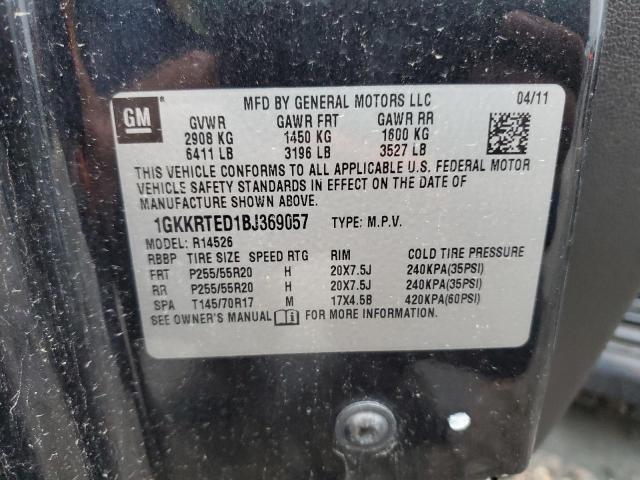 GM
MFD BY GENERAL MOTORS LLC 04/11
GVWR GAWR FRT GAWR RR
2908 KG 1450 KG 1600 KG
6411 LB 3196 LB 3527 LB
THIS VEHICLE CONFORMS TO ALL APPLICABLE U.S. FEDERAL MOTOR
VEHICLE SAFETY STANDARDS IN EFFECT ON THE DATE OF
MANUFACTURE SHOWN ABOVE.
1GKKRTED1BJ369057 TYPE: M.P.V.
MODEL: R14526
RBBP TIRE SIZE SPEED RTG RIM COLD TIRE PRESSURE
FRT P255/55R20 H 20X7.5J 240KPA(35PSI)
RR P255/55R20 H 20X7.5J 240KPA(35PSI)
SPA T145/70R17 M 17X4.5B 420KPA(60PSI)
SEE OWNER'S MANUAL i FOR MORE INFORMATION.